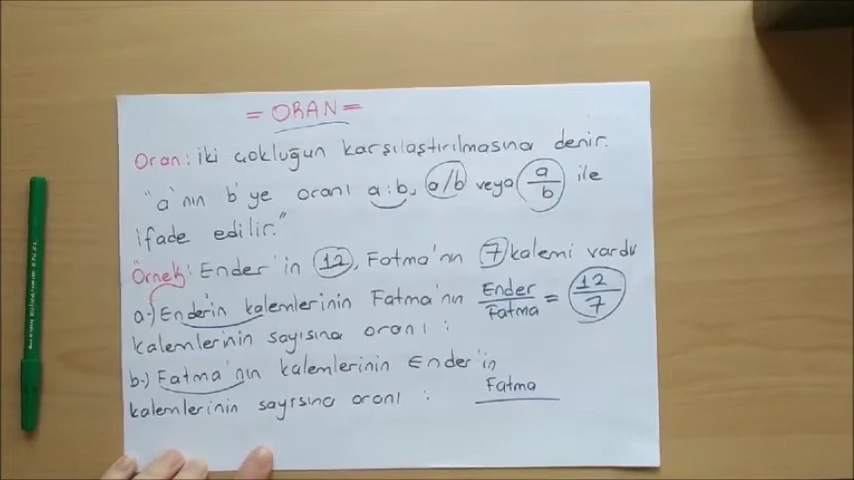 = ORAN =
Oran: iki çokluğun karşılaştırılmasına denir.
"a'nın b'ye oranı a:b, a/b veya a/b ile
ifade edilir."
Örnek: Ender'in 12, Fatma'nın 7 kalemi vardır
a-) Ender'in kalemlerinin Fatma'nın Ender/Fatma = 12/7
kalemlerinin sayısına oranı :
b-) Fatma'nın kalemlerinin Ender'in
kalemlerinin sayısına oranı : Fatma